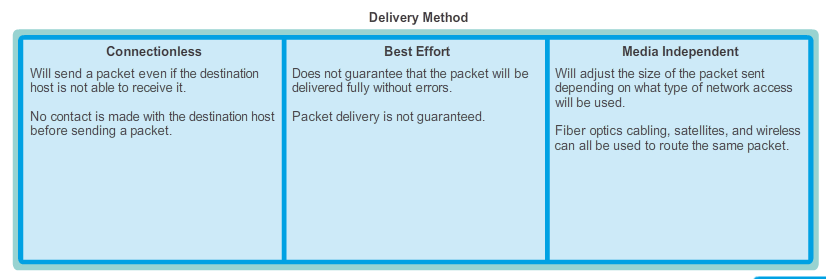 Delivery Method
Connectionless
Will send a packet even if the destination
host is not able to receive it.
No contact is made with the destination host
before sending a packet.
Best Effort
Does not guarantee that the packet will be
delivered fully without errors.
Packet delivery is not guaranteed.
Media Independent
Will adjust the size of the packet sent
depending on what type of network access
will be used.
Fiber optics cabling, satellites, and wireless
can all be used to route the same packet.